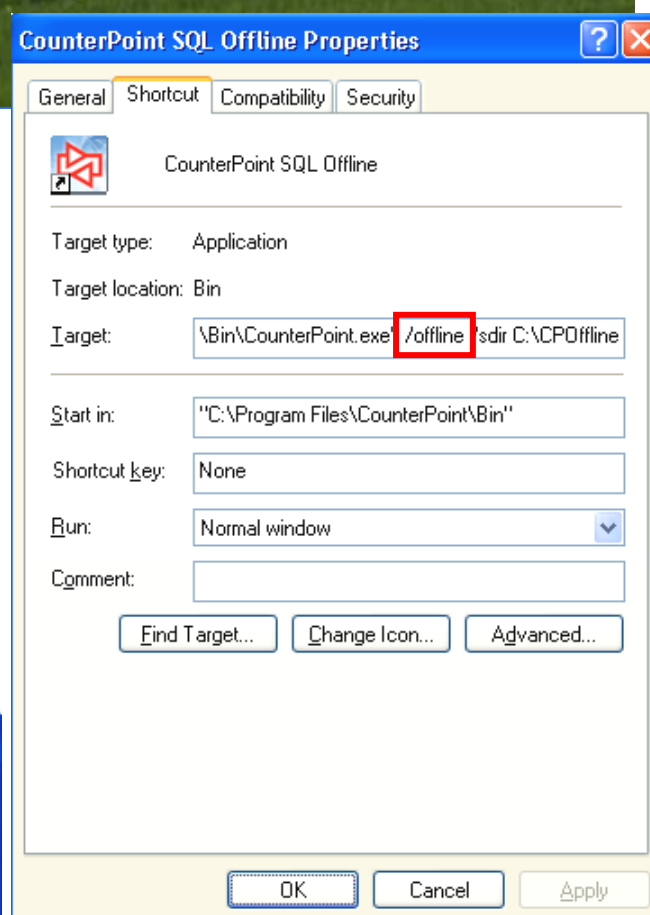 CounterPoint SQL Offline Properties
General Shortcut Compatibility Security
CounterPoint SQL Offline
Target type: Application
Target location: Bin
Target: \Bin\CounterPoint.exe" /offline /sdir C:\CPOffline
Start in: "C:\Program Files\CounterPoint\Bin"
Shortcut key: None
Run: Normal window
Comment:
Find Target... Change Icon... Advanced...
OK Cancel Apply